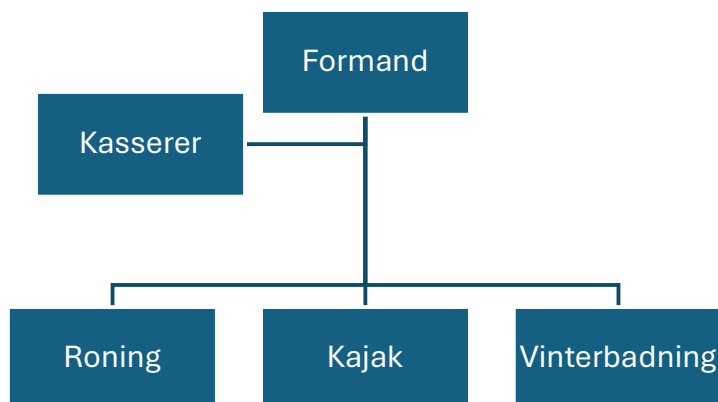 Formand
Kasserer
Roning
Kajak
Vinterbadning